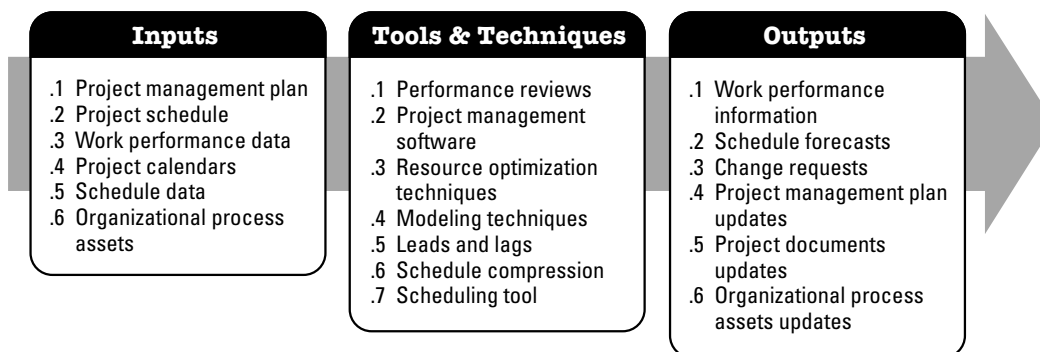 Inputs
.1 Project management plan
.2 Project schedule
.3 Work performance data
.4 Project calendars
.5 Schedule data
.6 Organizational process
assets
Tools & Techniques
.1 Performance reviews
.2 Project management
software
.3 Resource optimization
techniques
.4 Modeling techniques
.5 Leads and lags
.6 Schedule compression
.7 Scheduling tool
Outputs
.1 Work performance
information
.2 Schedule forecasts
.3 Change requests
.4 Project management plan
updates
.5 Project documents
updates
.6 Organizational process
assets updates